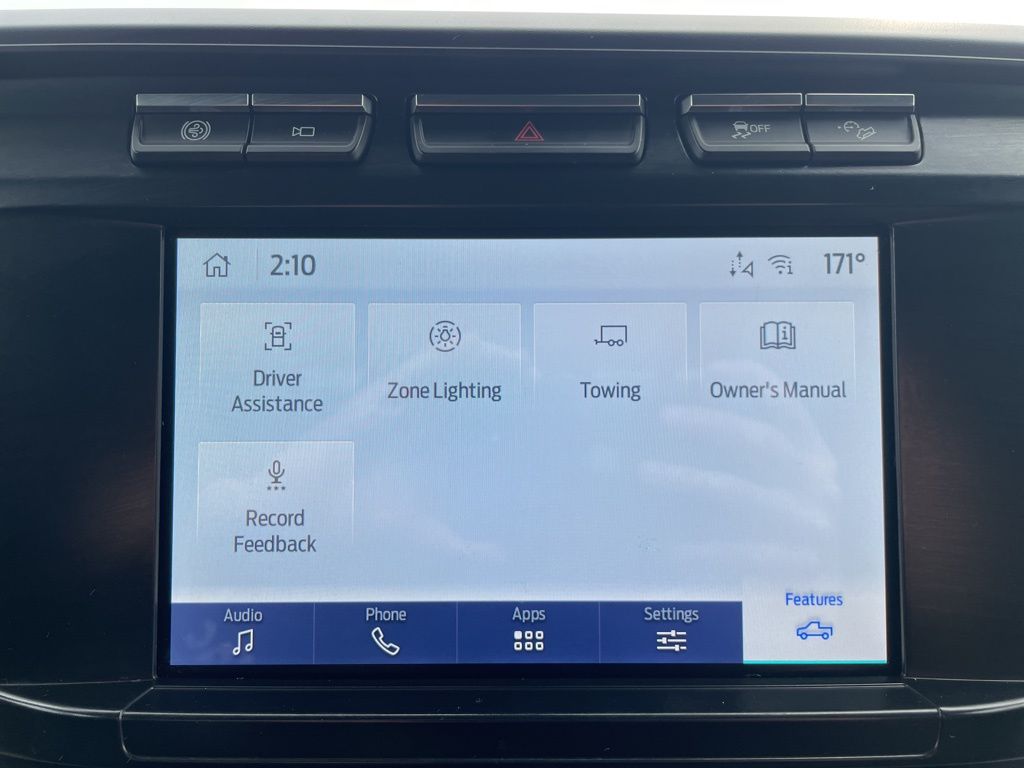 OFF
2:10
171°
Driver
Assistance
Zone Lighting
Towing
Owner's Manual
Record
Feedback
Audio
Phone
Apps
Settings
Features